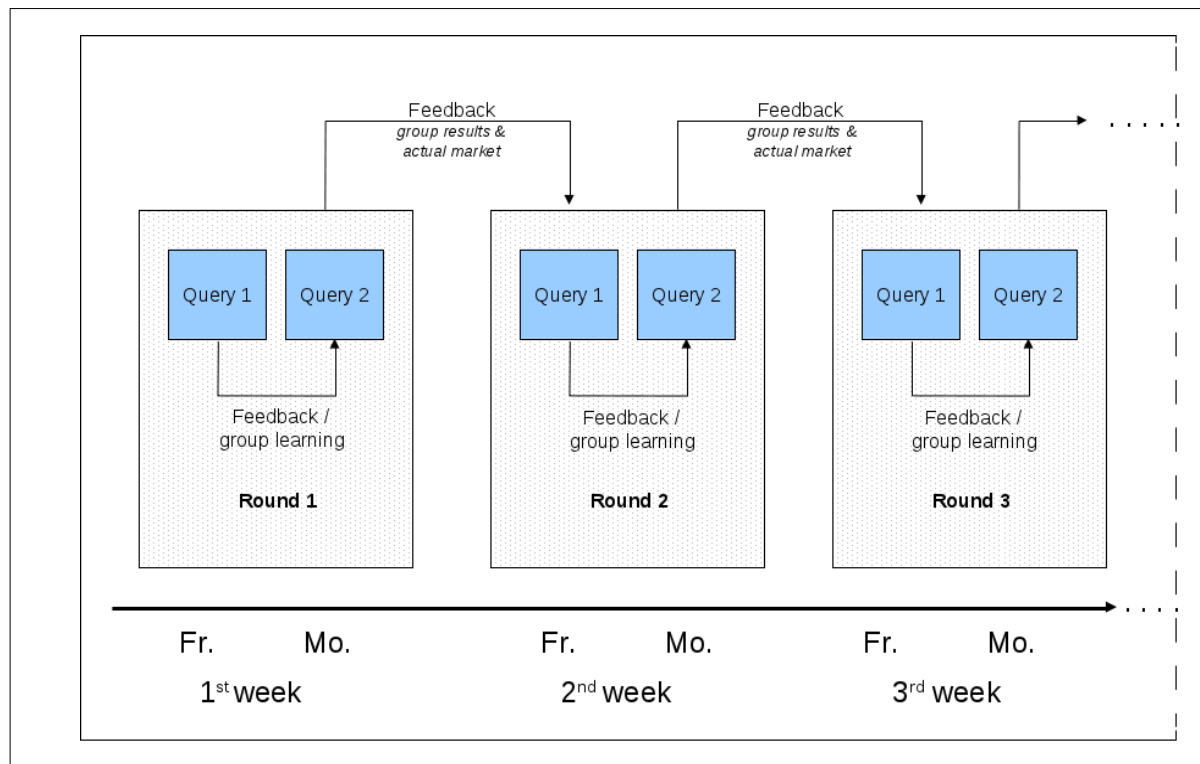 Feedback
group results &
actual market
Feedback
group results &
actual market
Query 1
Query 2
Feedback /
group learning
Round 1
Query 1
Query 2
Feedback /
group learning
Round 2
Query 1
Query 2
Feedback /
group learning
Round 3
Fr.
Mo.
Fr.
Mo.
Fr.
Mo.
1st week
2nd week
3rd week